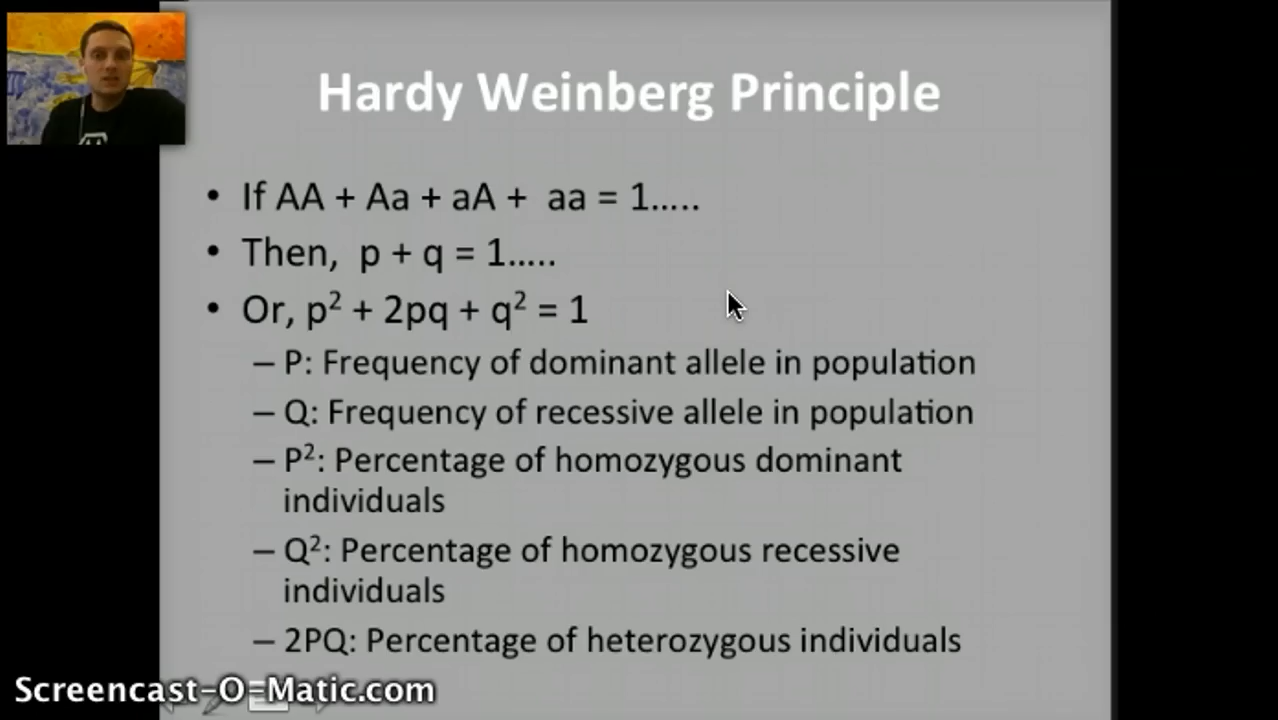 Hardy Weinberg Principle
• If AA + Aa + aA + aa = 1.....
• Then, p + q = 1.....
• Or, p² + 2pq + q² = 1
– P: Frequency of dominant allele in population
– Q: Frequency of recessive allele in population
– P²: Percentage of homozygous dominant
individuals
– Q²: Percentage of homozygous recessive
individuals
– 2PQ: Percentage of heterozygous individuals
Screencast-O-Matic.com